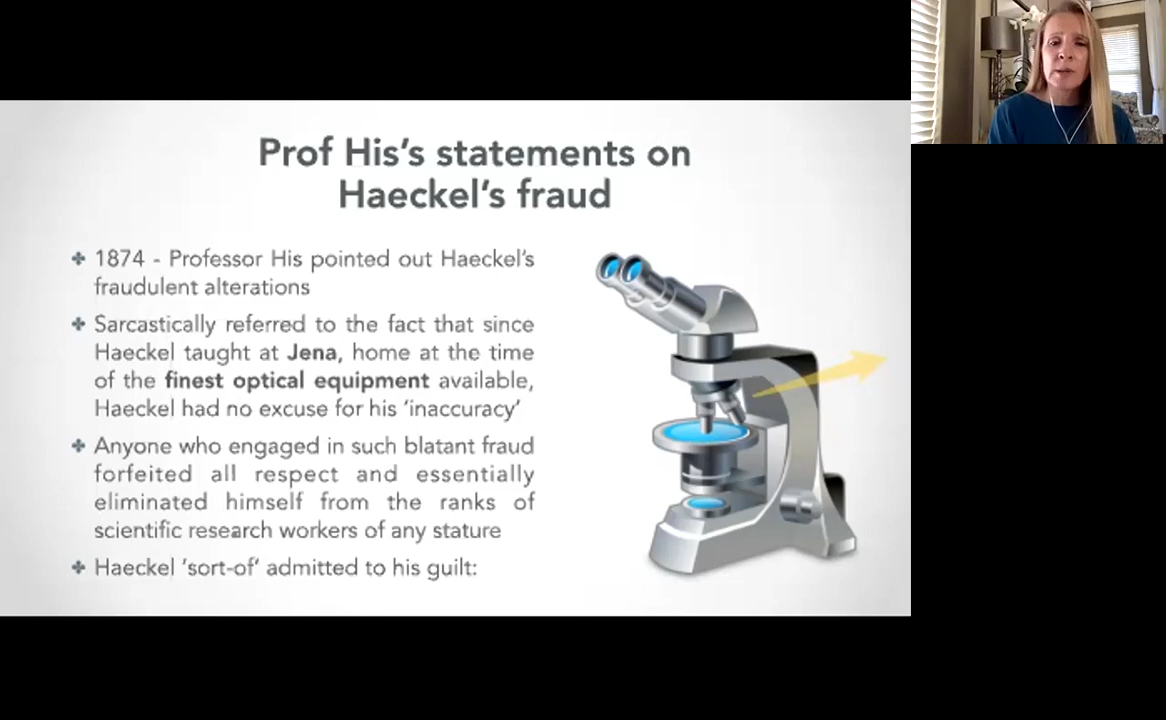 Prof His's statements on
Haeckel's fraud
1874 - Professor His pointed out Haeckel's
fraudulent alterations
Sarcastically referred to the fact that since
Haeckel taught at Jena, home at the time
of the finest optical equipment available,
Haeckel had no excuse for his 'inaccuracy'
Anyone who engaged in such blatant fraud
forfeited all respect and essentially
eliminated himself from the ranks of
scientific research workers of any stature
Haeckel 'sort-of' admitted to his guilt: